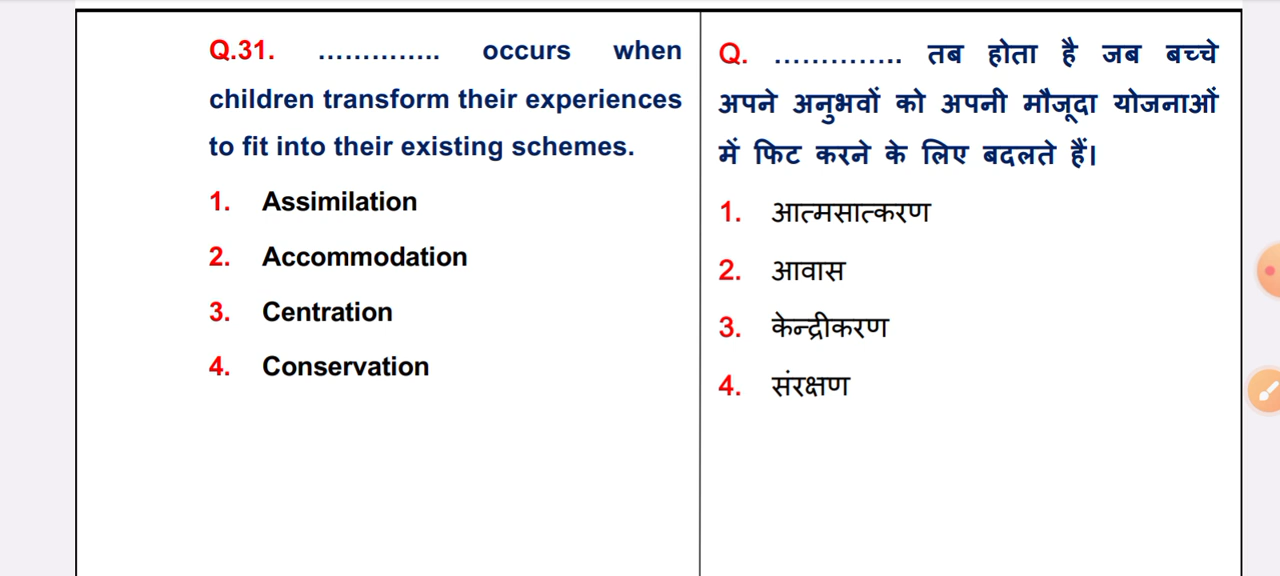 Q.31. .............. occurs when
children transform their experiences
to fit into their existing schemes.
1. Assimilation
2. Accommodation
3. Centration
4. Conservation
Q. .............. तब होता है जब बच्चे
अपने अनुभवों को अपनी मौजूदा योजनाओं
में फिट करने के लिए बदलते हैं।
1. आत्मसात्करण
2. आवास
3. केन्द्रीकरण
4. संरक्षण